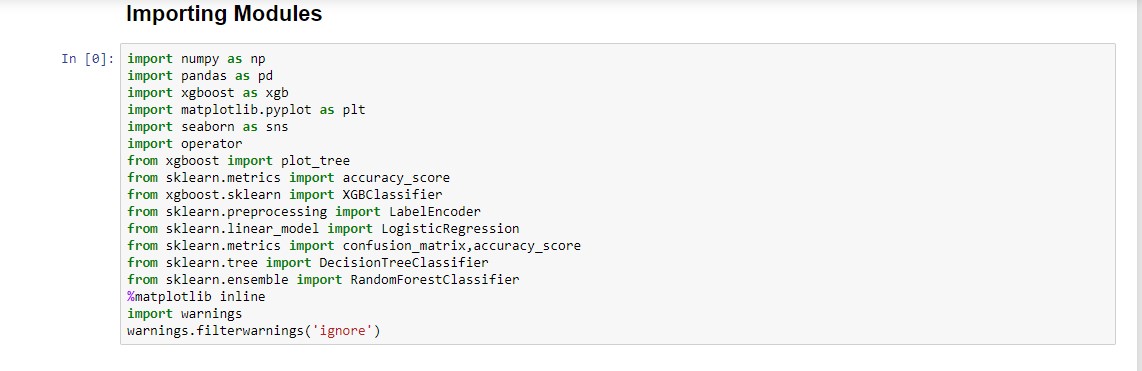 Importing Modules
In [0]: import numpy as np
import pandas as pd
import xgboost as xgb
import matplotlib.pyplot as plt
import seaborn as sns
import operator
from xgboost import plot_tree
from sklearn.metrics import accuracy_score
from xgboost.sklearn import XGBClassifier
from sklearn.preprocessing import LabelEncoder
from sklearn.linear_model import LogisticRegression
from sklearn.metrics import confusion_matrix,accuracy_score
from sklearn.tree import DecisionTreeClassifier
from sklearn.ensemble import RandomForestClassifier
%matplotlib inline
import warnings
warnings.filterwarnings('ignore')